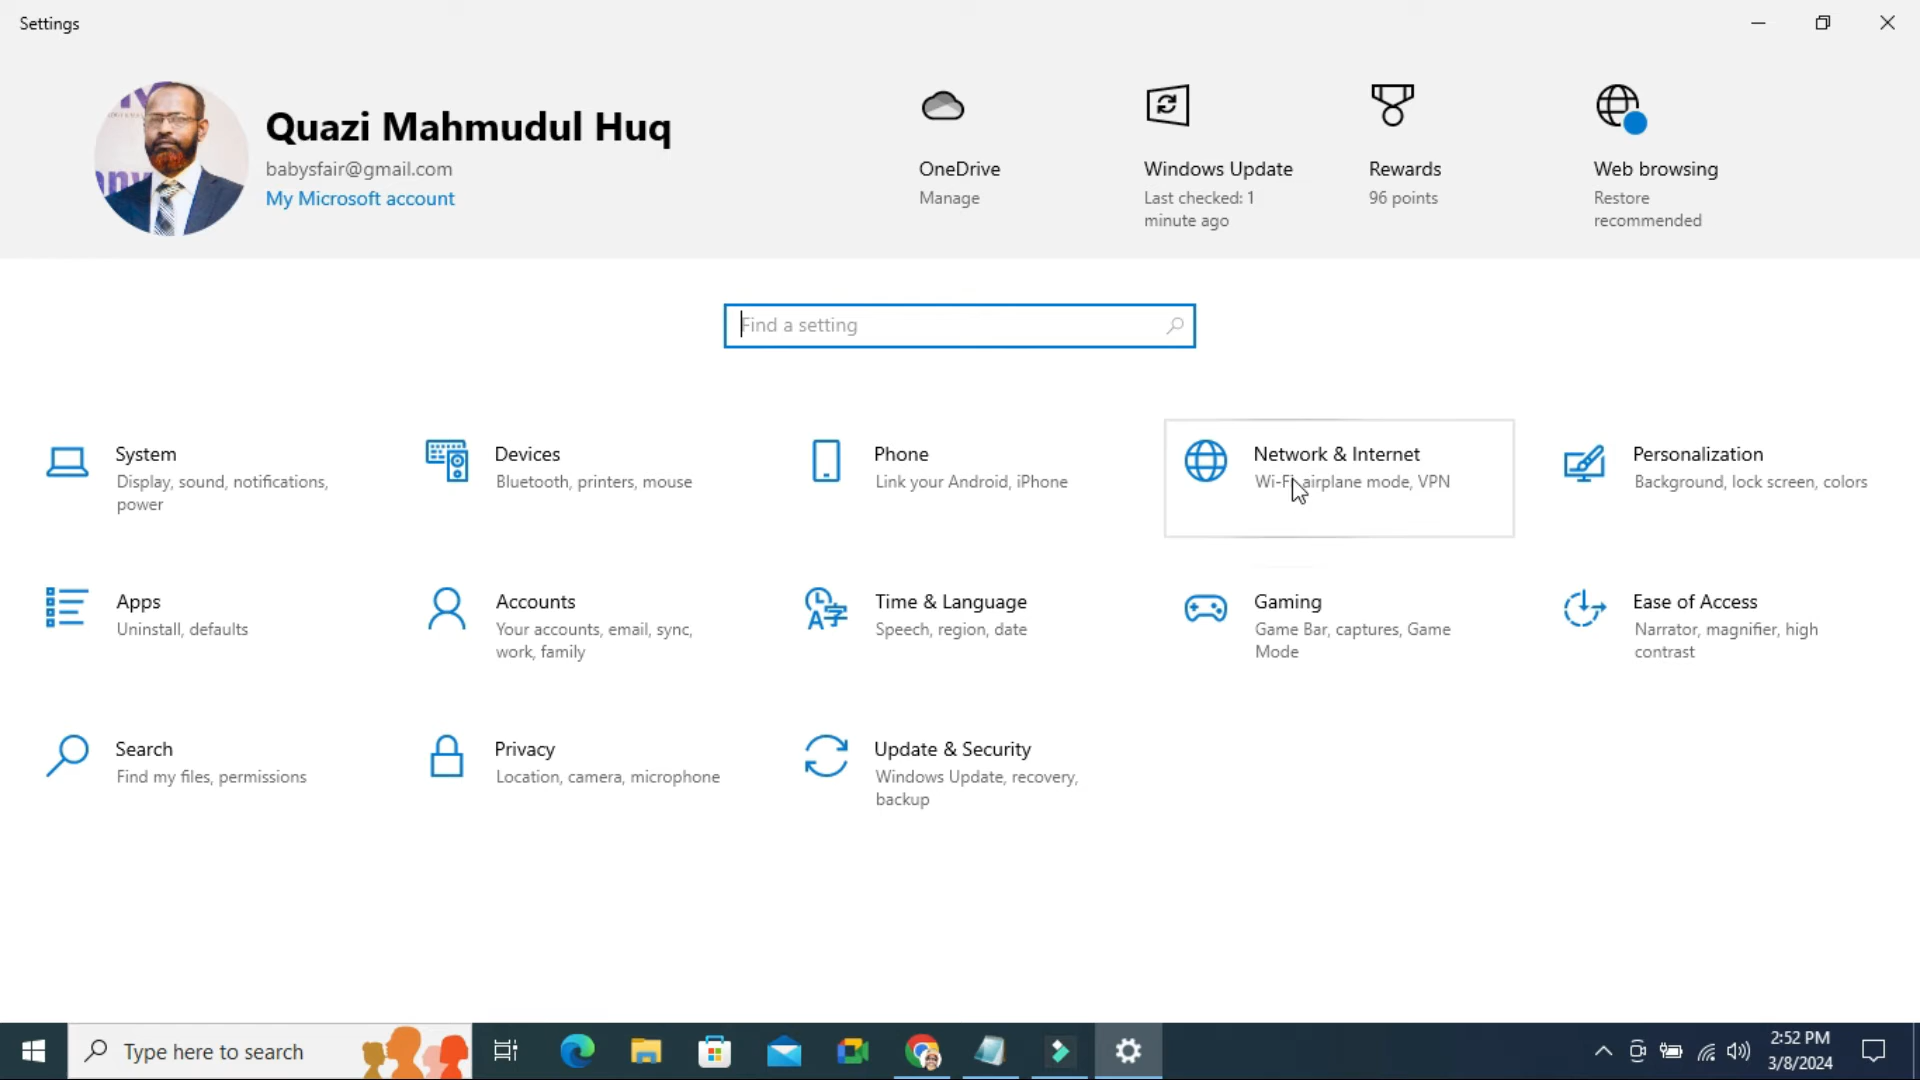 Settings
Quazi Mahmudul Huq
babysfair@gmail.com
My Microsoft account
OneDrive
Manage
Windows Update
Last checked: 1
minute ago
Rewards
96 points
Web browsing
Restore
recommended
Find a setting
System
Display, sound, notifications,
power
Devices
Bluetooth, printers, mouse
Phone
Link your Android, iPhone
Network & Internet
Wi-Fi, airplane mode, VPN
Personalization
Background, lock screen, colors
Apps
Uninstall, defaults
Accounts
Your accounts, email, sync,
work, family
Time & Language
Speech, region, date
Gaming
Game Bar, captures, Game
Mode
Ease of Access
Narrator, magnifier, high
contrast
Search
Find my files, permissions
Privacy
Location, camera, microphone
Update & Security
Windows Update, recovery,
backup
Type here to search
2:52 PM
3/8/2024